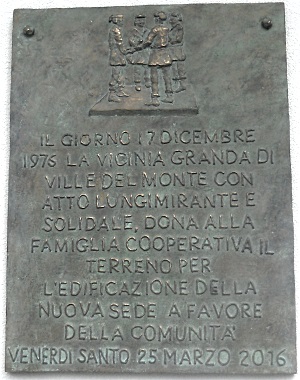 IL GIORNO 17 DICEMBRE
1976 LA VICINIA GRANDA DI
VILLE DEL MONTE CON
ATTO LUNGIMIRANTE E
SOLIDALE, DONA ALLA
FAMIGLIA COOPERATIVA IL
TERRENO PER
L'EDIFICAZIONE DELLA
NUOVA SEDE A FAVORE
DELLA COMUNITÀ
VENERDI SANTO 25 MARZO 2016